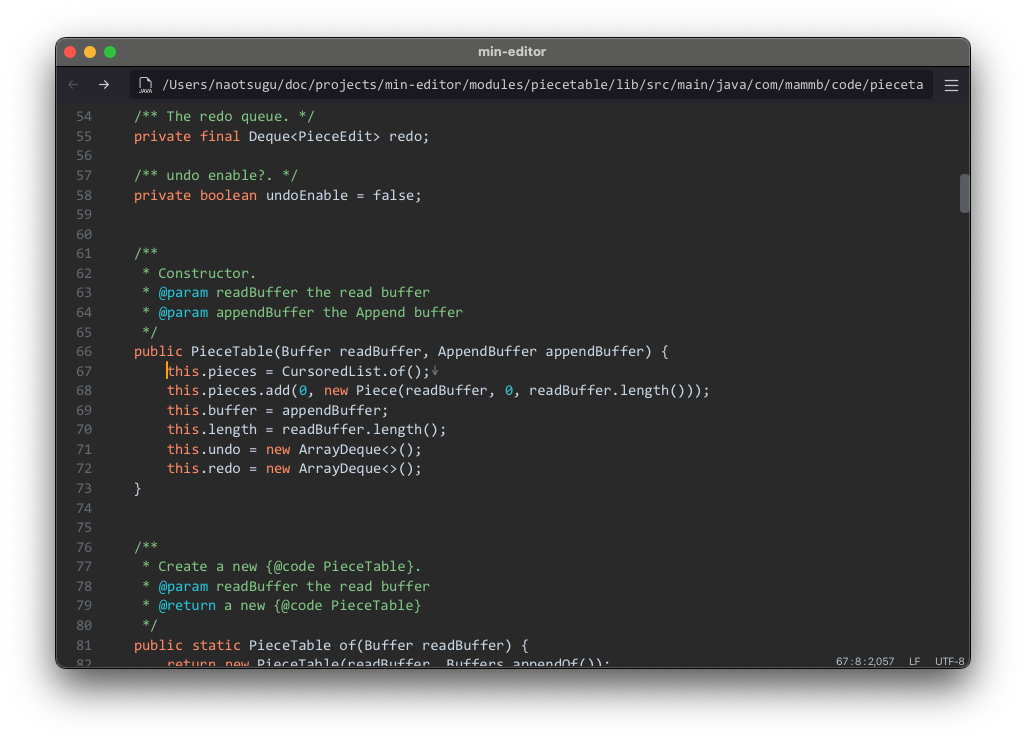 min-editor
JAVA /Users/naotsugu/doc/projects/min-editor/modules/piecetable/lib/src/main/java/com/mammb/code/pieceta
54 /** The redo queue. */
55 private final Deque<PieceEdit> redo;
56
57 /** undo enable?. */
58 private boolean undoEnable = false;
59
60
61 /**
62 * Constructor.
63 * @param readBuffer the read buffer
64 * @param appendBuffer the Append buffer
65 */
66 public PieceTable(Buffer readBuffer, AppendBuffer appendBuffer) {
67 this.pieces = CursoredList.of();↓
68 this.pieces.add(0, new Piece(readBuffer, 0, readBuffer.length()));
69 this.buffer = appendBuffer;
70 this.length = readBuffer.length();
71 this.undo = new ArrayDeque<>();
72 this.redo = new ArrayDeque<>();
73 }
74
75
76 /**
77 * Create a new {@code PieceTable}.
78 * @param readBuffer the read buffer
79 * @return a new {@code PieceTable}
80 */
81 public static PieceTable of(Buffer readBuffer) {
82 return new PieceTable(readBuffer, Buffers.appendOf());
67:8:2,057 LF UTF-8